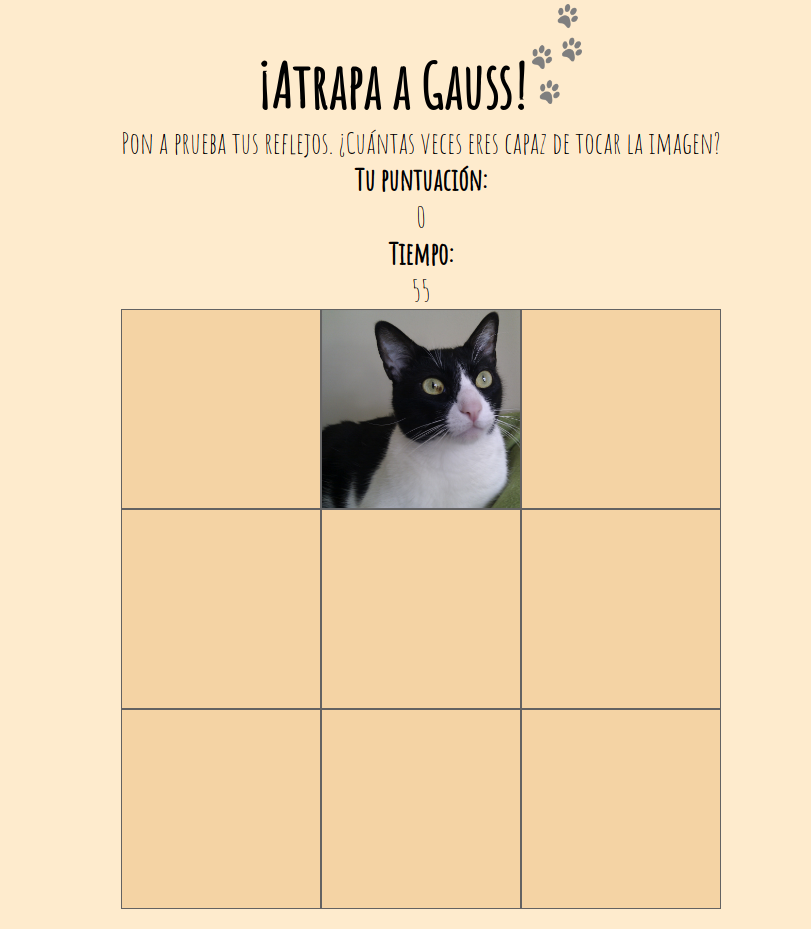 ¡Atrapa a Gauss!
Pon a prueba tus reflejos. ¿Cuántas veces eres capaz de tocar la imagen?
Tu puntuación:
0
Tiempo:
55